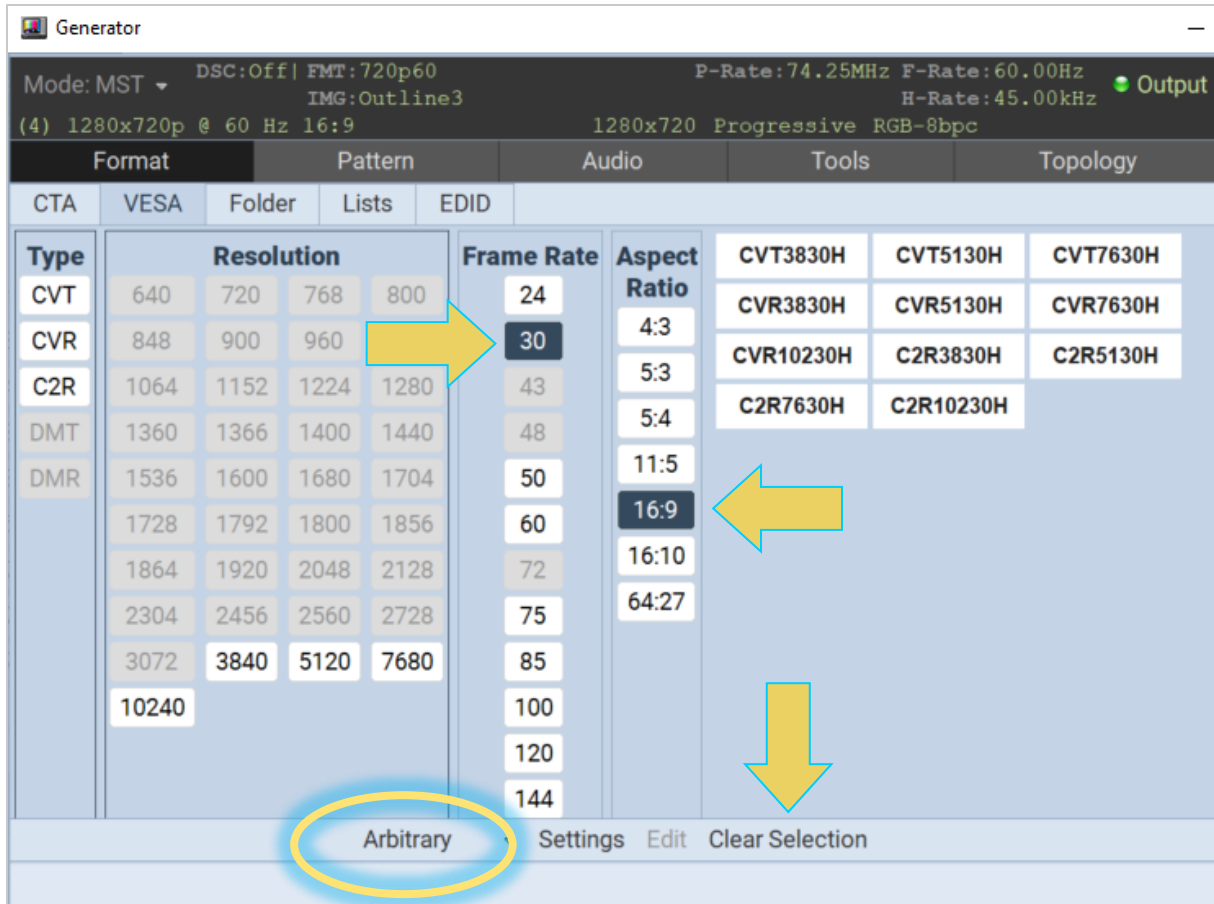 Generator
Mode: MST
DSC:Off| FMT:720p60
IMG:Outline3
P-Rate:74.25MHz F-Rate:60.00Hz
H-Rate:45.00kHz
Output
(4) 1280x720p @ 60 Hz 16:9
1280x720 Progressive RGB-8bpc
Format Pattern Audio Tools Topology
CTA VESA Folder Lists EDID
Type
CVT
CVR
C2R
DMT
DMR
Resolution
640 720 768 800
848 900 960
1064 1152 1224 1280
1360 1366 1400 1440
1536 1600 1680 1704
1728 1792 1800 1856
1864 1920 2048 2128
2304 2456 2560 2728
3072 3840 5120 7680
10240
Frame Rate
24
30
43
48
50
60
72
75
85
100
120
144
Aspect
Ratio
4:3
5:3
5:4
11:5
16:9
16:10
64:27
CVT3830H CVT5130H CVT7630H
CVR3830H CVR5130H CVR7630H
CVR10230H C2R3830H C2R5130H
C2R7630H C2R10230H
Arbitrary Settings Edit Clear Selection